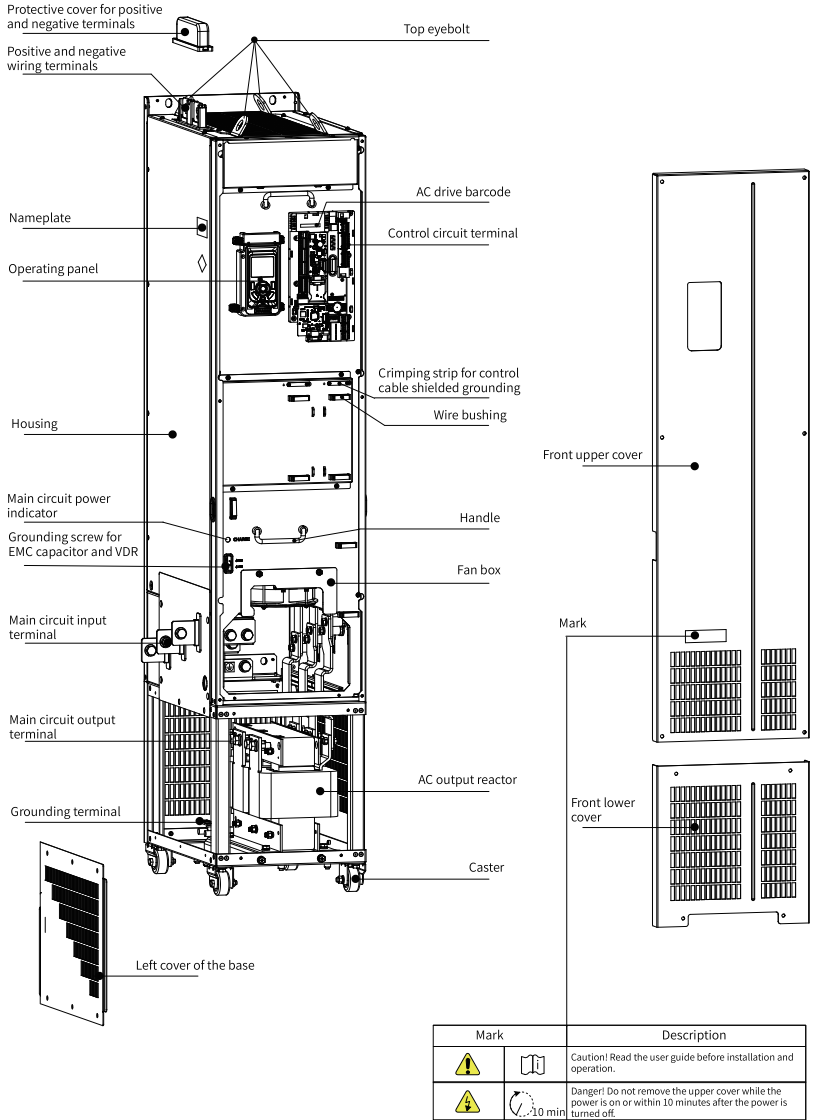 Protective cover for positive
and negative terminals
Top eyebolt
Positive and negative
wiring terminals
AC drive barcode
Nameplate
Control circuit terminal
Operating panel
Crimping strip for control
cable shielded grounding
Wire bushing
Housing
Front upper cover
Main circuit power
indicator
Handle
CHARGE
Grounding screw for
EMC capacitor and VDR
Fan box
Main circuit input
terminal
Mark
Main circuit output
terminal
AC output reactor
Front lower
cover
Grounding terminal
Caster
Left cover of the base
Mark
Description
Caution! Read the user guide before installation and
operation.
10 min
Danger! Do not remove the upper cover while the
power is on or within 10 minutes after the power is
turned off.